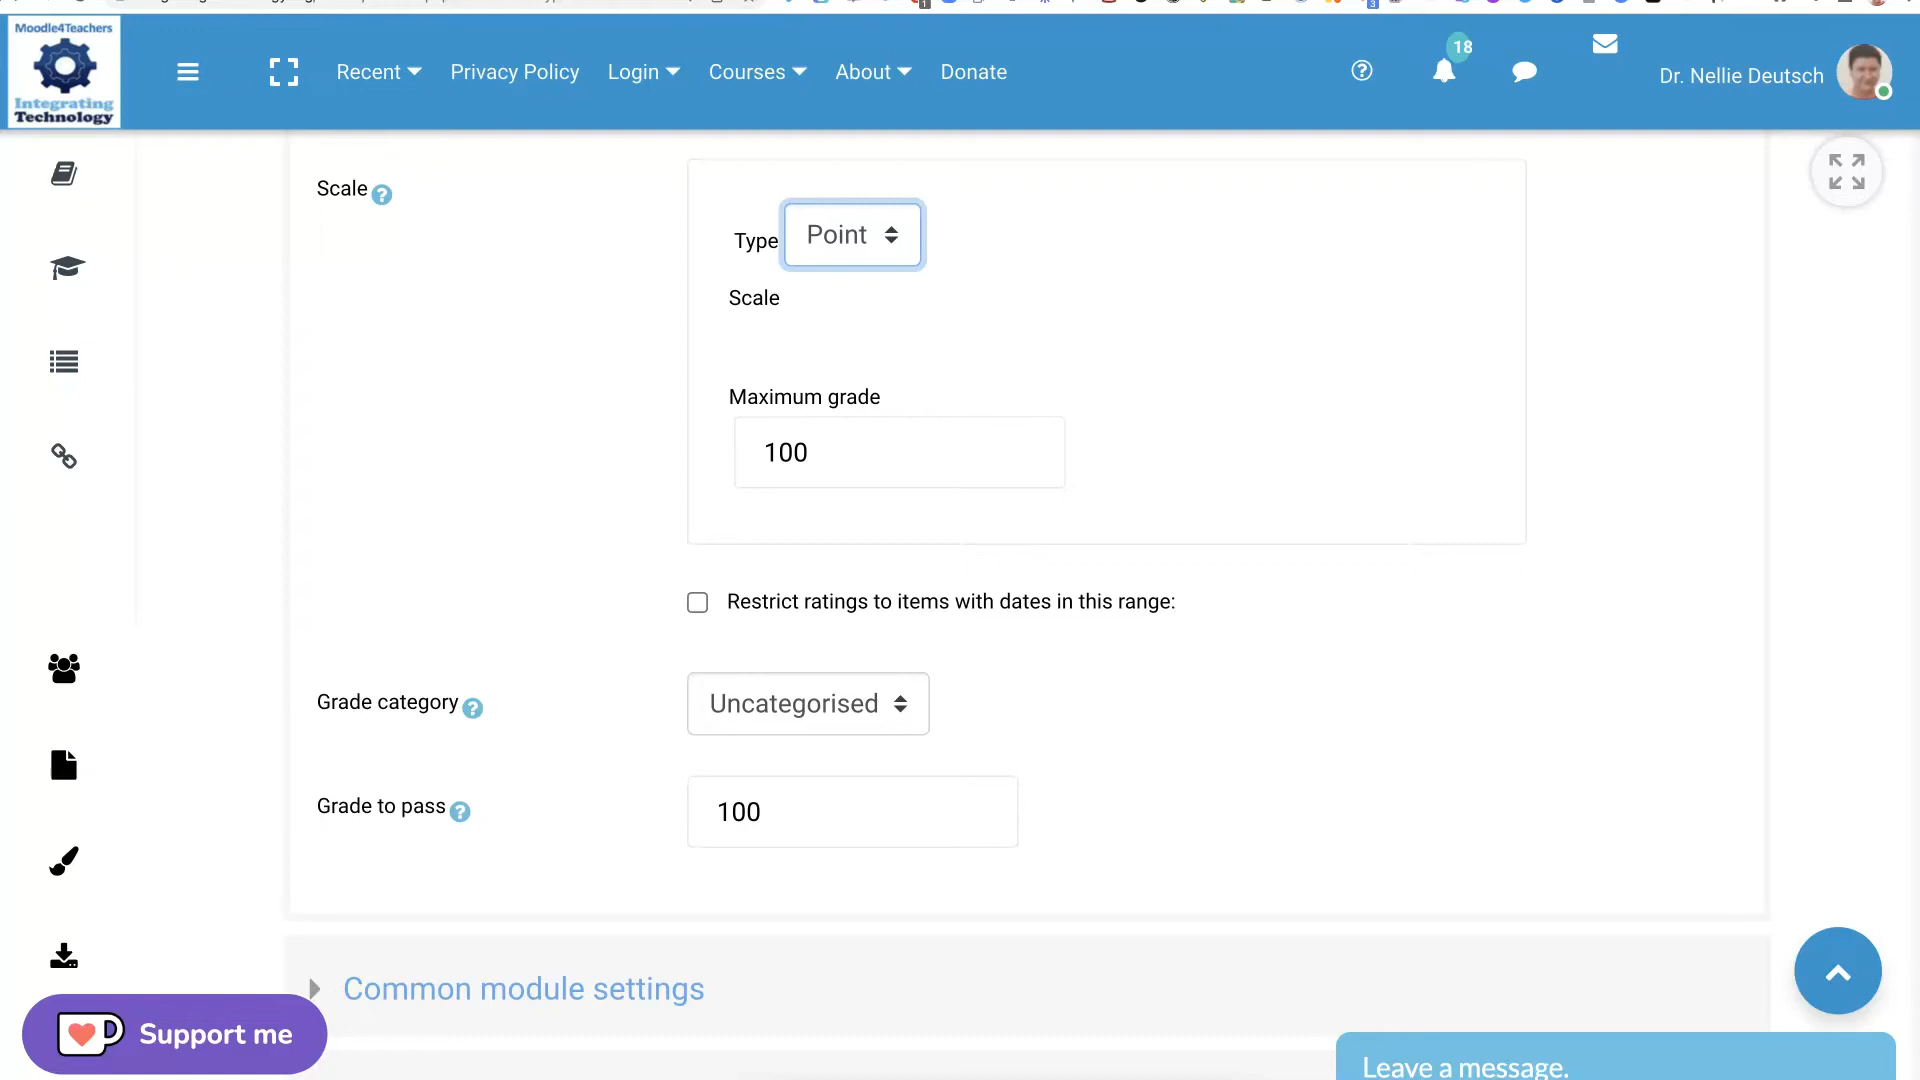 Moodle4Teachers
Integrating
Technology
Recent
Privacy Policy
Login
Courses
About
Donate
18
Dr. Nellie Deutsch
Scale
Type
Point
Scale
Maximum grade
100
Restrict ratings to items with dates in this range:
Grade category
Uncategorised
Grade to pass
100
Common module settings
Support me
Leave a message.